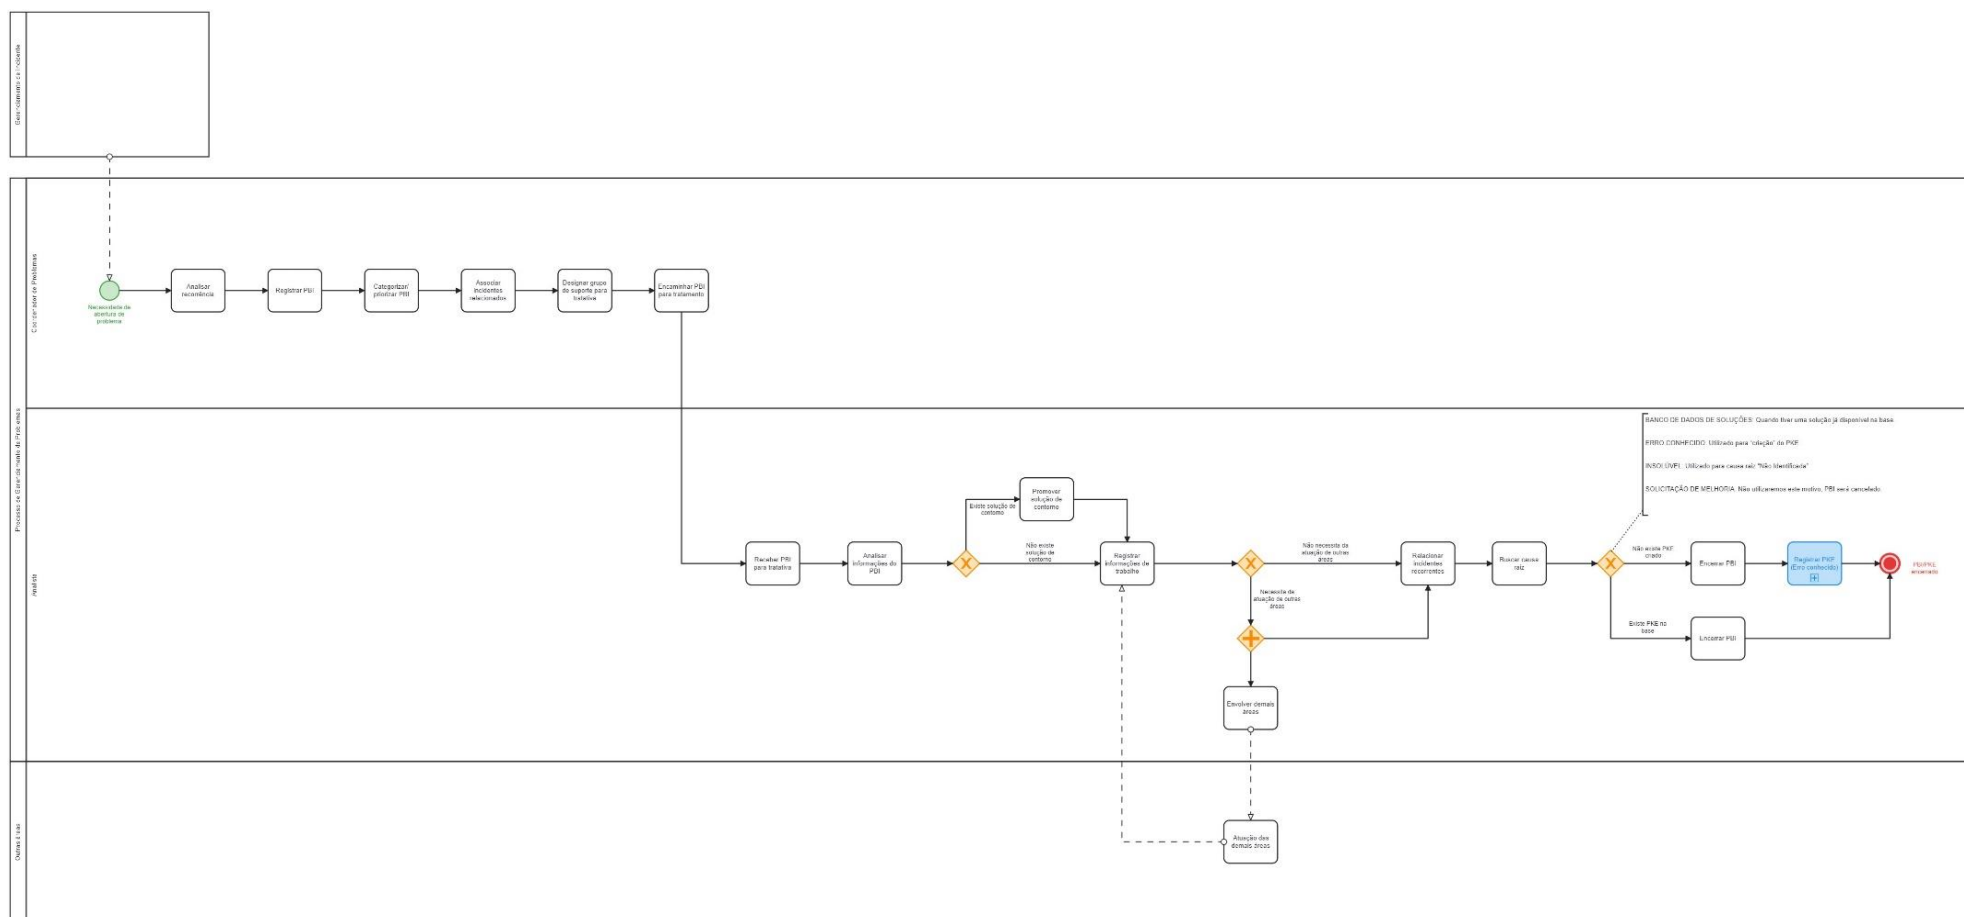 Gerenciamento de Incidente
Processo de Gerenciamento de Problemas
Coordenador de Problemas
Necessidade de
abertura de
problema
Analisar
recorrência
Registrar PBI
Categorizar/
priorizar PBI
Associar
incidentes
relacionados
Designar grupo
de suporte para
tratativa
Encaminhar PBI
para tratamento
Analista
Receber PBI
para tratativa
Analisar
informações do
PBI
Existe solução de
contorno
Promover
solução de
contorno
Não existe
solução de
contorno
Registrar
informações de
trabalho
Não necessita da
atuação de outras
áreas
Necessita da
atuação de outras
áreas
Envolver demais
áreas
Relacionar
incidentes
recorrentes
Buscar causa
raiz
BANCO DE DADOS DE SOLUÇÕES: Quando tiver uma solução já disponível na base
ERRO CONHECIDO: Utilizado para "criação" do PKE
INSOLÚVEL: Utilizado para causa raiz "Não Identificada"
SOLICITAÇÃO DE MELHORIA: Não utilizaremos este motivo, PBI será cancelado
Não existe PKE
criado
Encerrar PBI
Registrar PKE
(Erro conhecido)
PBI/PKE
encerrado
Existe PKE na
base
Encerrar PBI
Outras áreas
Atuação das
demais áreas